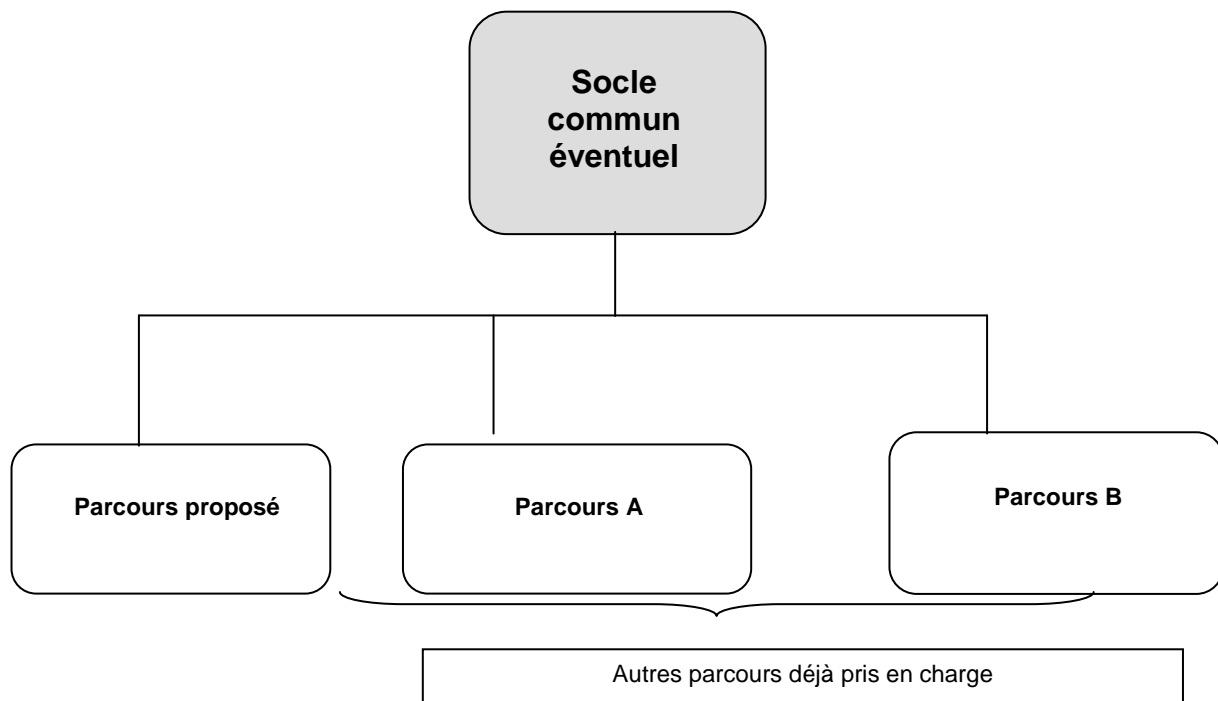 Socle
commun
éventuel
Parcours proposé
Parcours A
Parcours B
Autres parcours déjà pris en charge